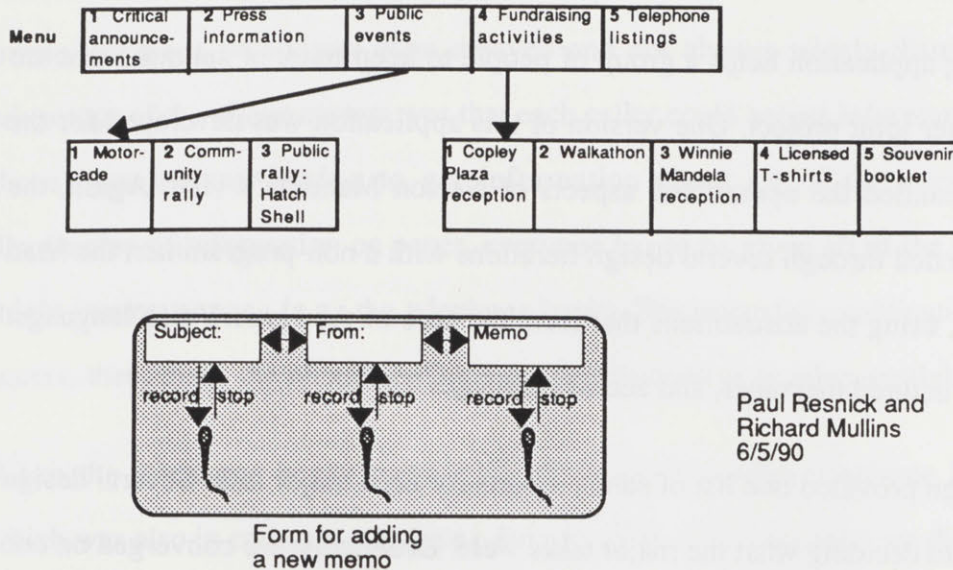 Menu
1 Critical announce-ments
2 Press information
3 Public events
4 Fundraising activities
5 Telephone listings
1 Motor-cade
2 Comm-unity rally
3 Public rally: Hatch Shell
1 Copley Plaza reception
2 Walkathon
3 Winnie Mandela reception
4 Licensed T-shirts
5 Souvenir booklet
Subject:
From:
Memo
record stop
record stop
record stop
Form for adding
a new memo
Paul Resnick and
Richard Mullins
6/5/90